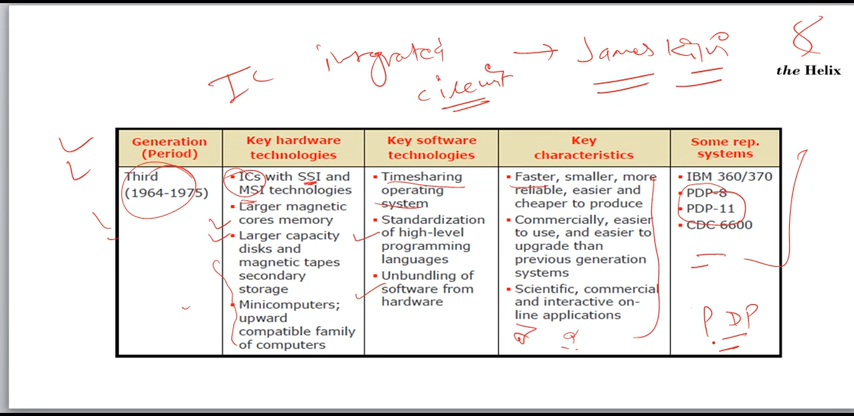 Ic integrated → James
circuit
the Helix
Generation (Period) Key hardware technologies Key software technologies Key characteristics Some rep. systems
Third
(1964-1975)
▪ ICs with SSI and
MSI technologies
▪ Larger magnetic
cores memory
▪ Larger capacity
disks and
magnetic tapes
secondary
storage
▪ Minicomputers;
upward
compatible family
of computers
▪ Timesharing
operating
system
▪ Standardization
of high-level
programming
languages
▪ Unbundling of
software from
hardware
▪ Faster, smaller, more
reliable, easier and
cheaper to produce
▪ Commercially, easier
to use, and easier to
upgrade than
previous generation
systems
▪ Scientific, commercial
and interactive on-
line applications
▪ IBM 360/370
▪ PDP-8
▪ PDP-11
▪ CDC 6600
PDP